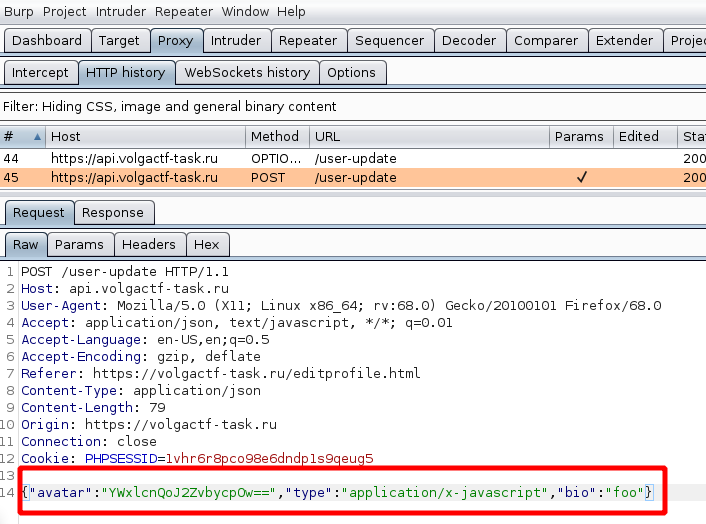 Burp Project Intruder Repeater Window Help
Dashboard Target Proxy Intruder Repeater Sequencer Decoder Comparer Extender Projec
Intercept HTTP history WebSockets history Options
Filter: Hiding CSS, image and general binary content
# Host Method URL Params Edited Stat
44 https://api.volgactf-task.ru OPTIO... /user-update 200
45 https://api.volgactf-task.ru POST /user-update ✓ 200
Request Response
Raw Params Headers Hex
1 POST /user-update HTTP/1.1
2 Host: api.volgactf-task.ru
3 User-Agent: Mozilla/5.0 (X11; Linux x86_64; rv:68.0) Gecko/20100101 Firefox/68.0
4 Accept: application/json, text/javascript, */*; q=0.01
5 Accept-Language: en-US,en;q=0.5
6 Accept-Encoding: gzip, deflate
7 Referer: https://volgactf-task.ru/editprofile.html
8 Content-Type: application/json
9 Content-Length: 79
10 Origin: https://volgactf-task.ru
11 Connection: close
12 Cookie: PHPSESSID=1vhr6r8pco98e6dndp1s9qeug5
13
14 {"avatar":"YWxlcnQoJ2ZvbycpOw==","type":"application/x-javascript","bio":"foo"}